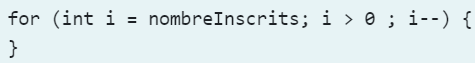 for (int i = nombreInscrits; i > 0 ; i--) {
}